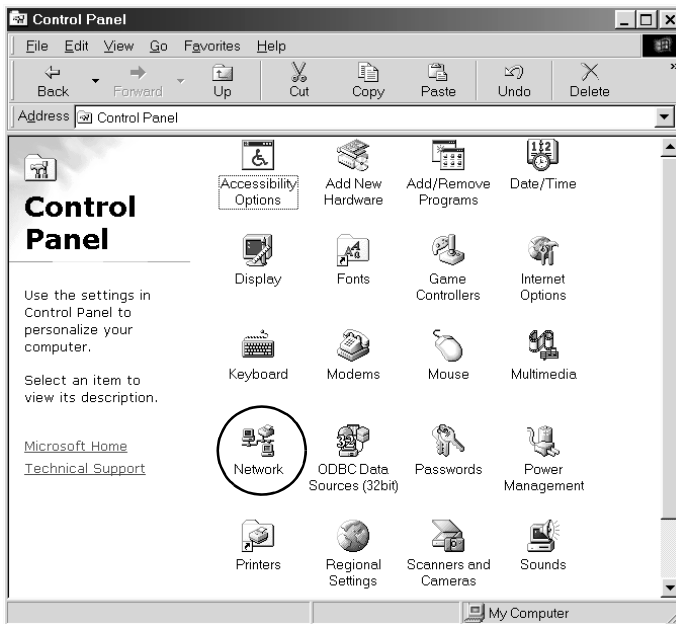 Control Panel
File Edit View Go Favorites Help
Back Forward Up Cut Copy Paste Undo Delete »
Address Control Panel
Control
Panel
Use the settings in
Control Panel to
personalize your
computer.
Select an item to
view its description.
Microsoft Home
Technical Support
Accessibility
Options
Add New
Hardware
Add/Remove
Programs
Date/Time
Display
Fonts
Game
Controllers
Internet
Options
Keyboard
Modems
Mouse
Multimedia
Network
ODBC Data
Sources (32bit)
Passwords
Power
Management
Printers
Regional
Settings
Scanners and
Cameras
Sounds
My Computer